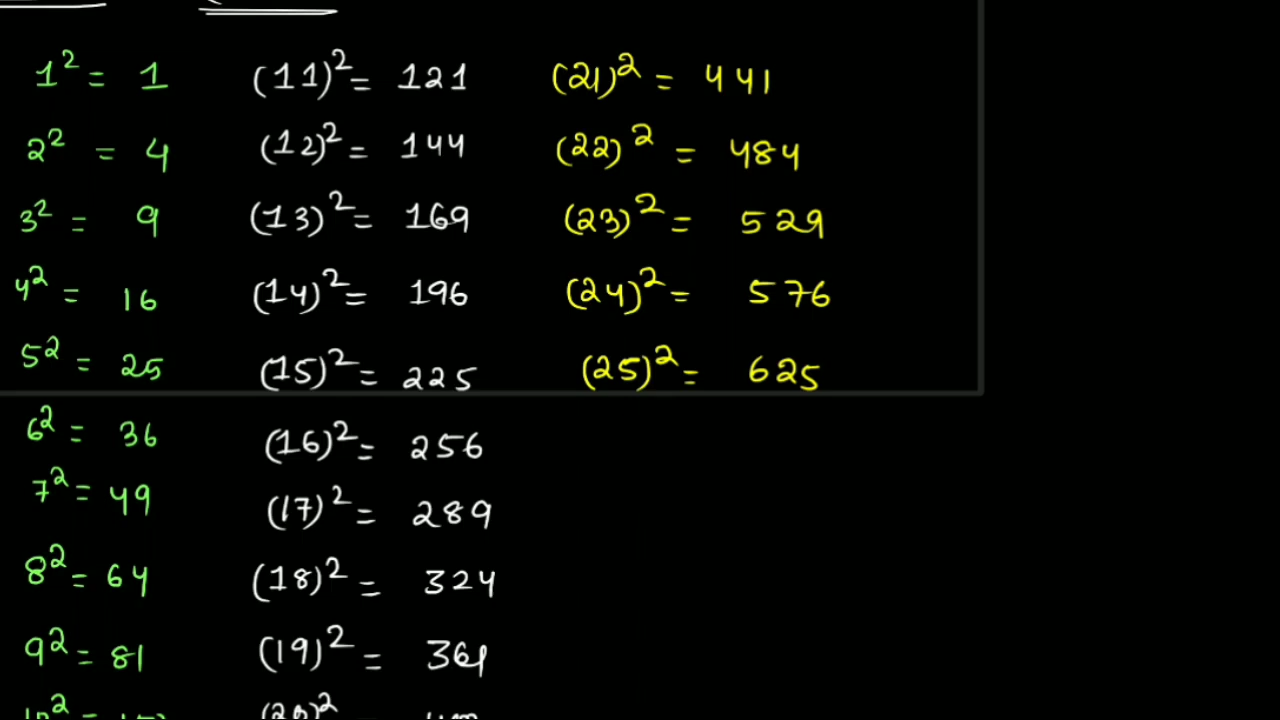 1² = 1
2² = 4
3² = 9
4² = 16
5² = 25
6² = 36
7² = 49
8² = 64
9² = 81
(11)² = 121
(12)² = 144
(13)² = 169
(14)² = 196
(15)² = 225
(16)² = 256
(17)² = 289
(18)² = 324
(19)² = 361
(21)² = 441
(22)² = 484
(23)² = 529
(24)² = 576
(25)² = 625